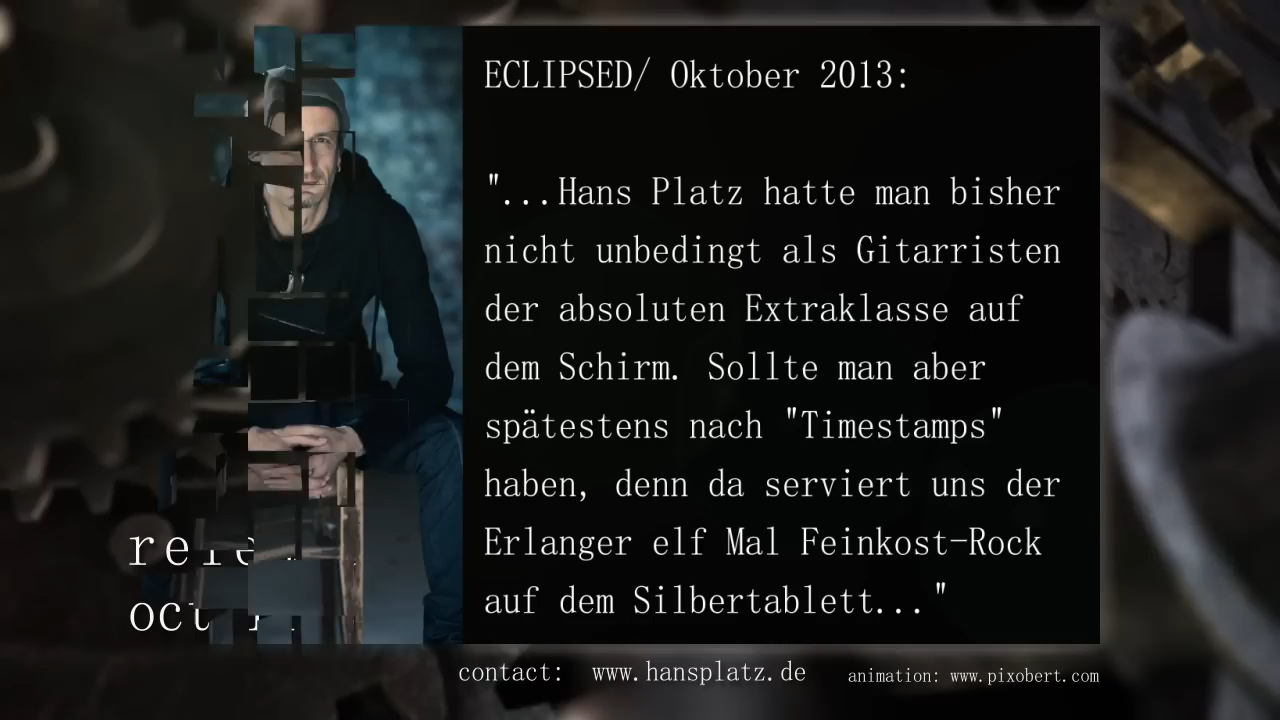 ECLIPSED/ Oktober 2013:
"...Hans Platz hatte man bisher
nicht unbedingt als Gitarristen
der absoluten Extraklasse auf
dem Schirm. Sollte man aber
spätestens nach "Timestamps"
haben, denn da serviert uns der
Erlanger elf Mal Feinkost-Rock
auf dem Silbertablett..."
contact: www.hansplatz.de
animation: www.pixobert.com